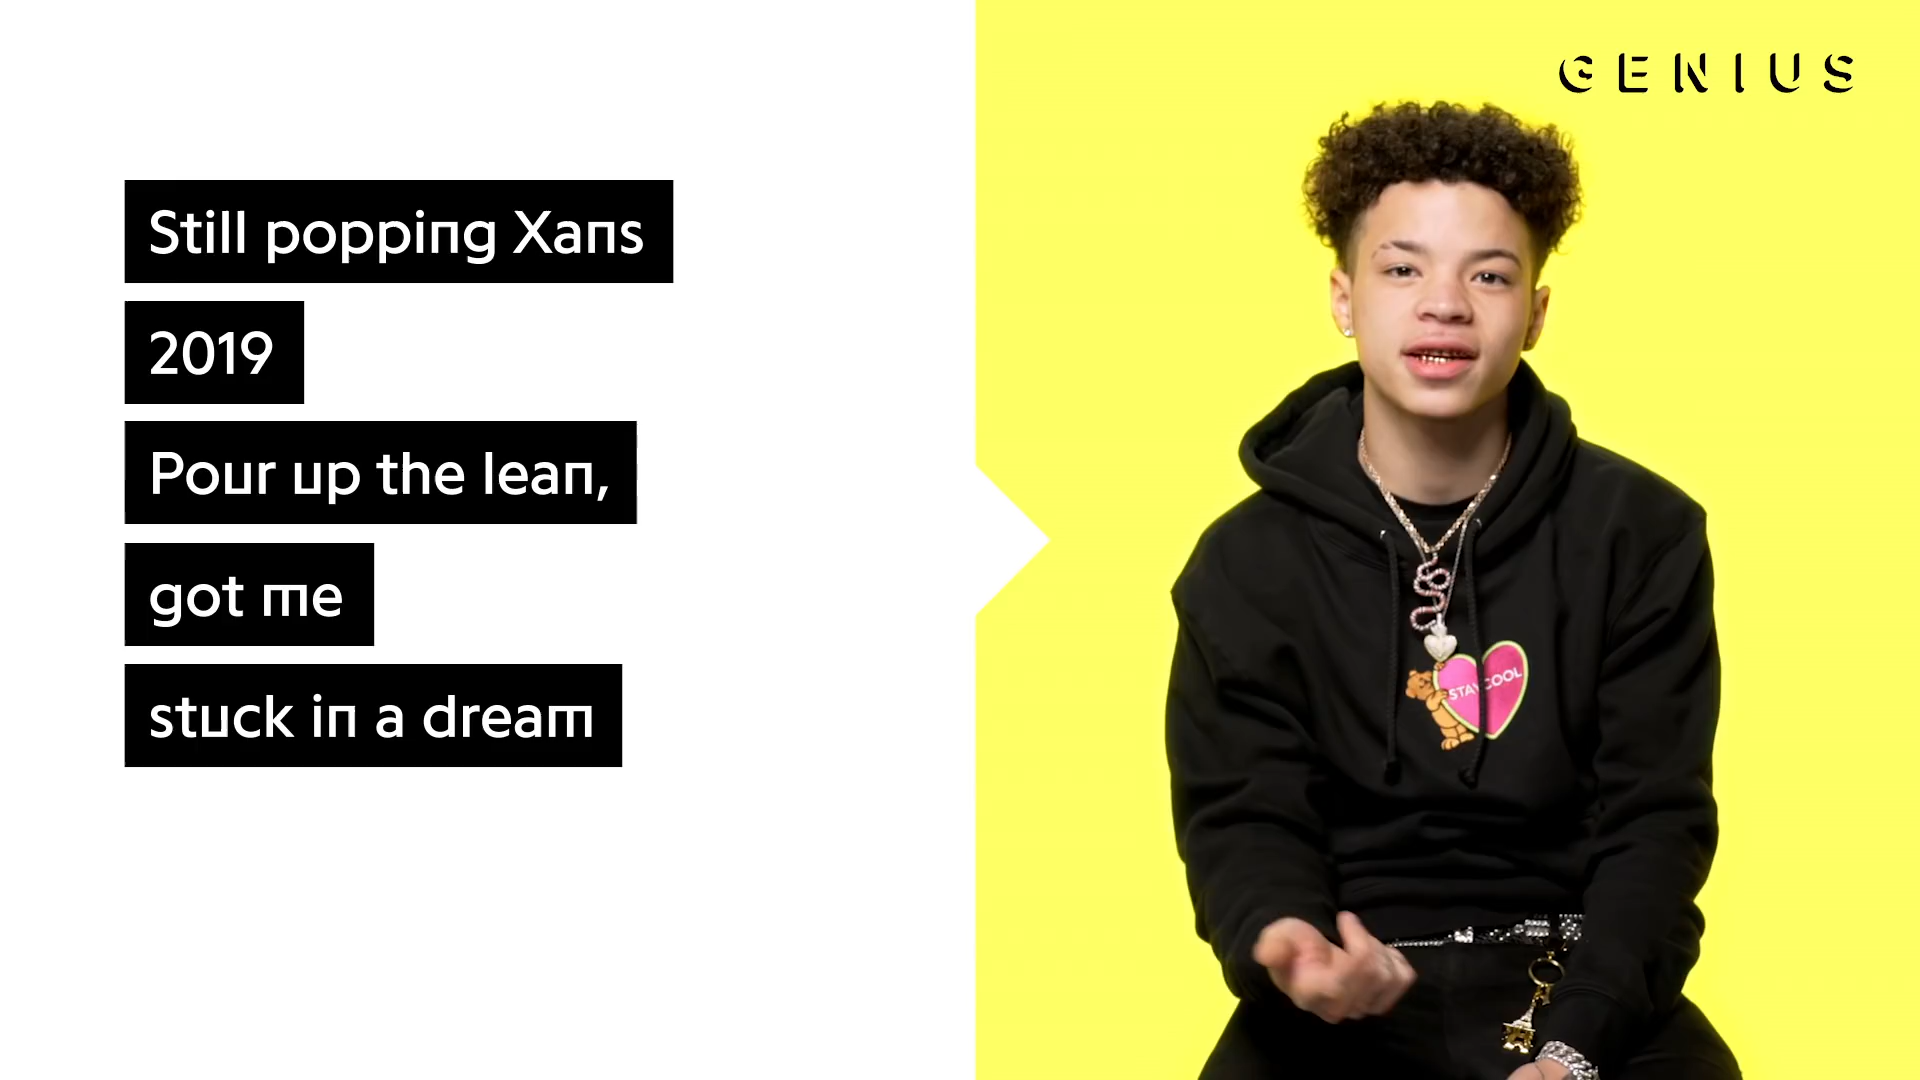 GENIUS
Still popping Xans
2019
Pour up the lean,
got me
stuck in a dream
STAY COOL